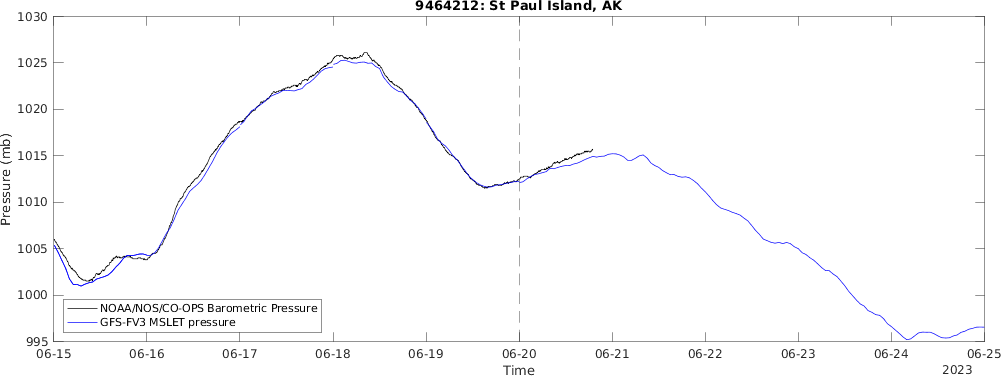 9464212: St Paul Island, AK
1030
1025
1020
1015
1010
1005
1000
995
Pressure (mb)
NOAA/NOS/CO-OPS Barometric Pressure
GFS-FV3 MSLET pressure
06-15 06-16 06-17 06-18 06-19 06-20 06-21 06-22 06-23 06-24 06-25
Time
2023